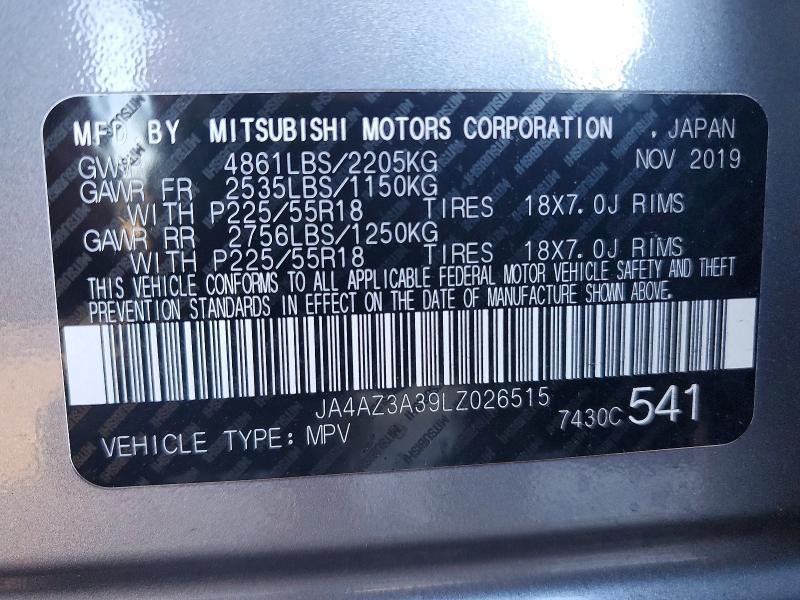 MFD BY MITSUBISHI MOTORS CORPORATION , JAPAN
GVWR 4861LBS/2205KG NOV 2019
GAWR FR 2535LBS/1150KG
WITH P225/55R18 TIRES 18X7.0J RIMS
GAWR RR 2756LBS/1250KG
WITH P225/55R18 TIRES 18X7.0J RIMS
THIS VEHICLE CONFORMS TO ALL APPLICABLE FEDERAL MOTOR VEHICLE SAFETY AND THEFT
PREVENTION STANDARDS IN EFFECT ON THE DATE OF MANUFACTURE SHOWN ABOVE.
JA4AZ3A39LZ026515
7430C 541
VEHICLE TYPE: MPV